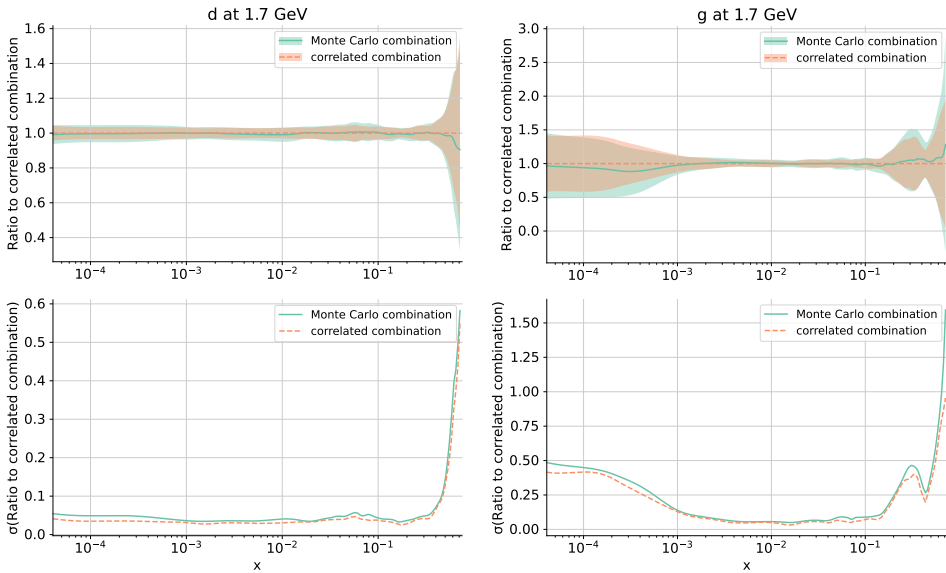 d at 1.7 GeV
Ratio to correlated combination
1.6
1.4
1.2
1.0
0.8
0.6
0.4
10⁻⁴
10⁻³
10⁻²
10⁻¹
Monte Carlo combination
correlated combination
g at 1.7 GeV
Ratio to correlated combination
3.0
2.5
2.0
1.5
1.0
0.5
0.0
10⁻⁴
10⁻³
10⁻²
10⁻¹
Monte Carlo combination
correlated combination
σ(Ratio to correlated combination)
0.6
0.5
0.4
0.3
0.2
0.1
0.0
10⁻⁴
10⁻³
10⁻²
10⁻¹
x
Monte Carlo combination
correlated combination
σ(Ratio to correlated combination)
1.50
1.25
1.00
0.75
0.50
0.25
0.00
10⁻⁴
10⁻³
10⁻²
10⁻¹
x
Monte Carlo combination
correlated combination